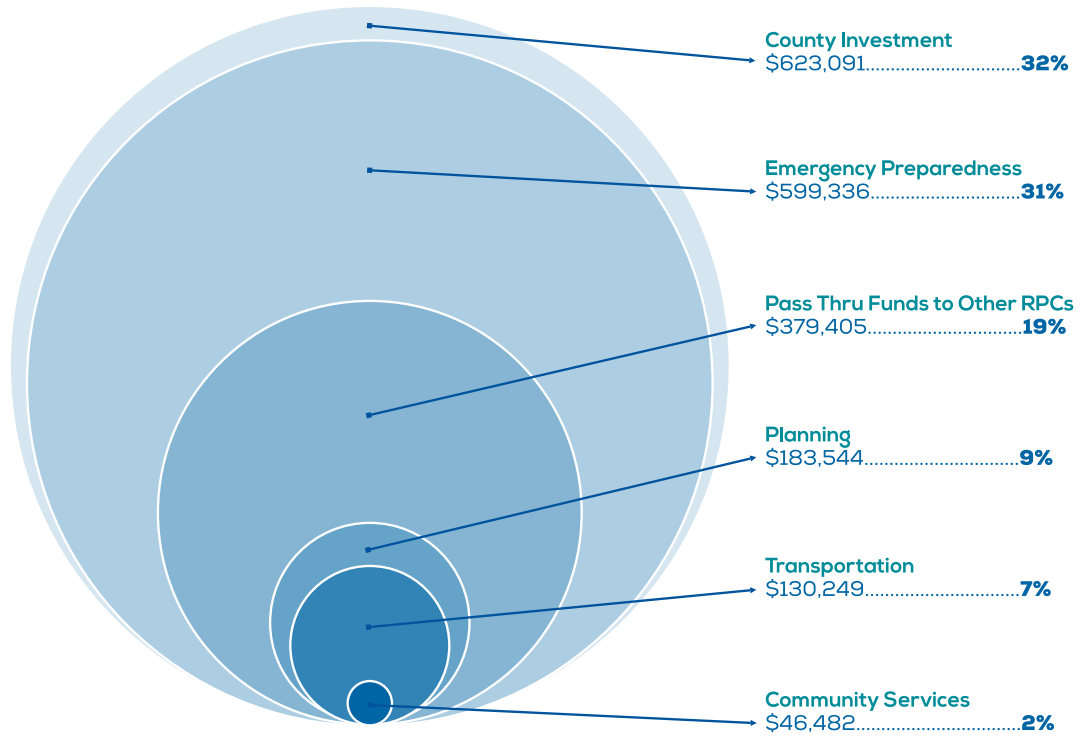 County Investment
$623,091..............................32%
Emergency Preparedness
$599,336.............................31%
Pass Thru Funds to Other RPCs
$379,405..............................19%
Planning
$183,544..............................9%
Transportation
$130,249..............................7%
Community Services
$46,482................................2%